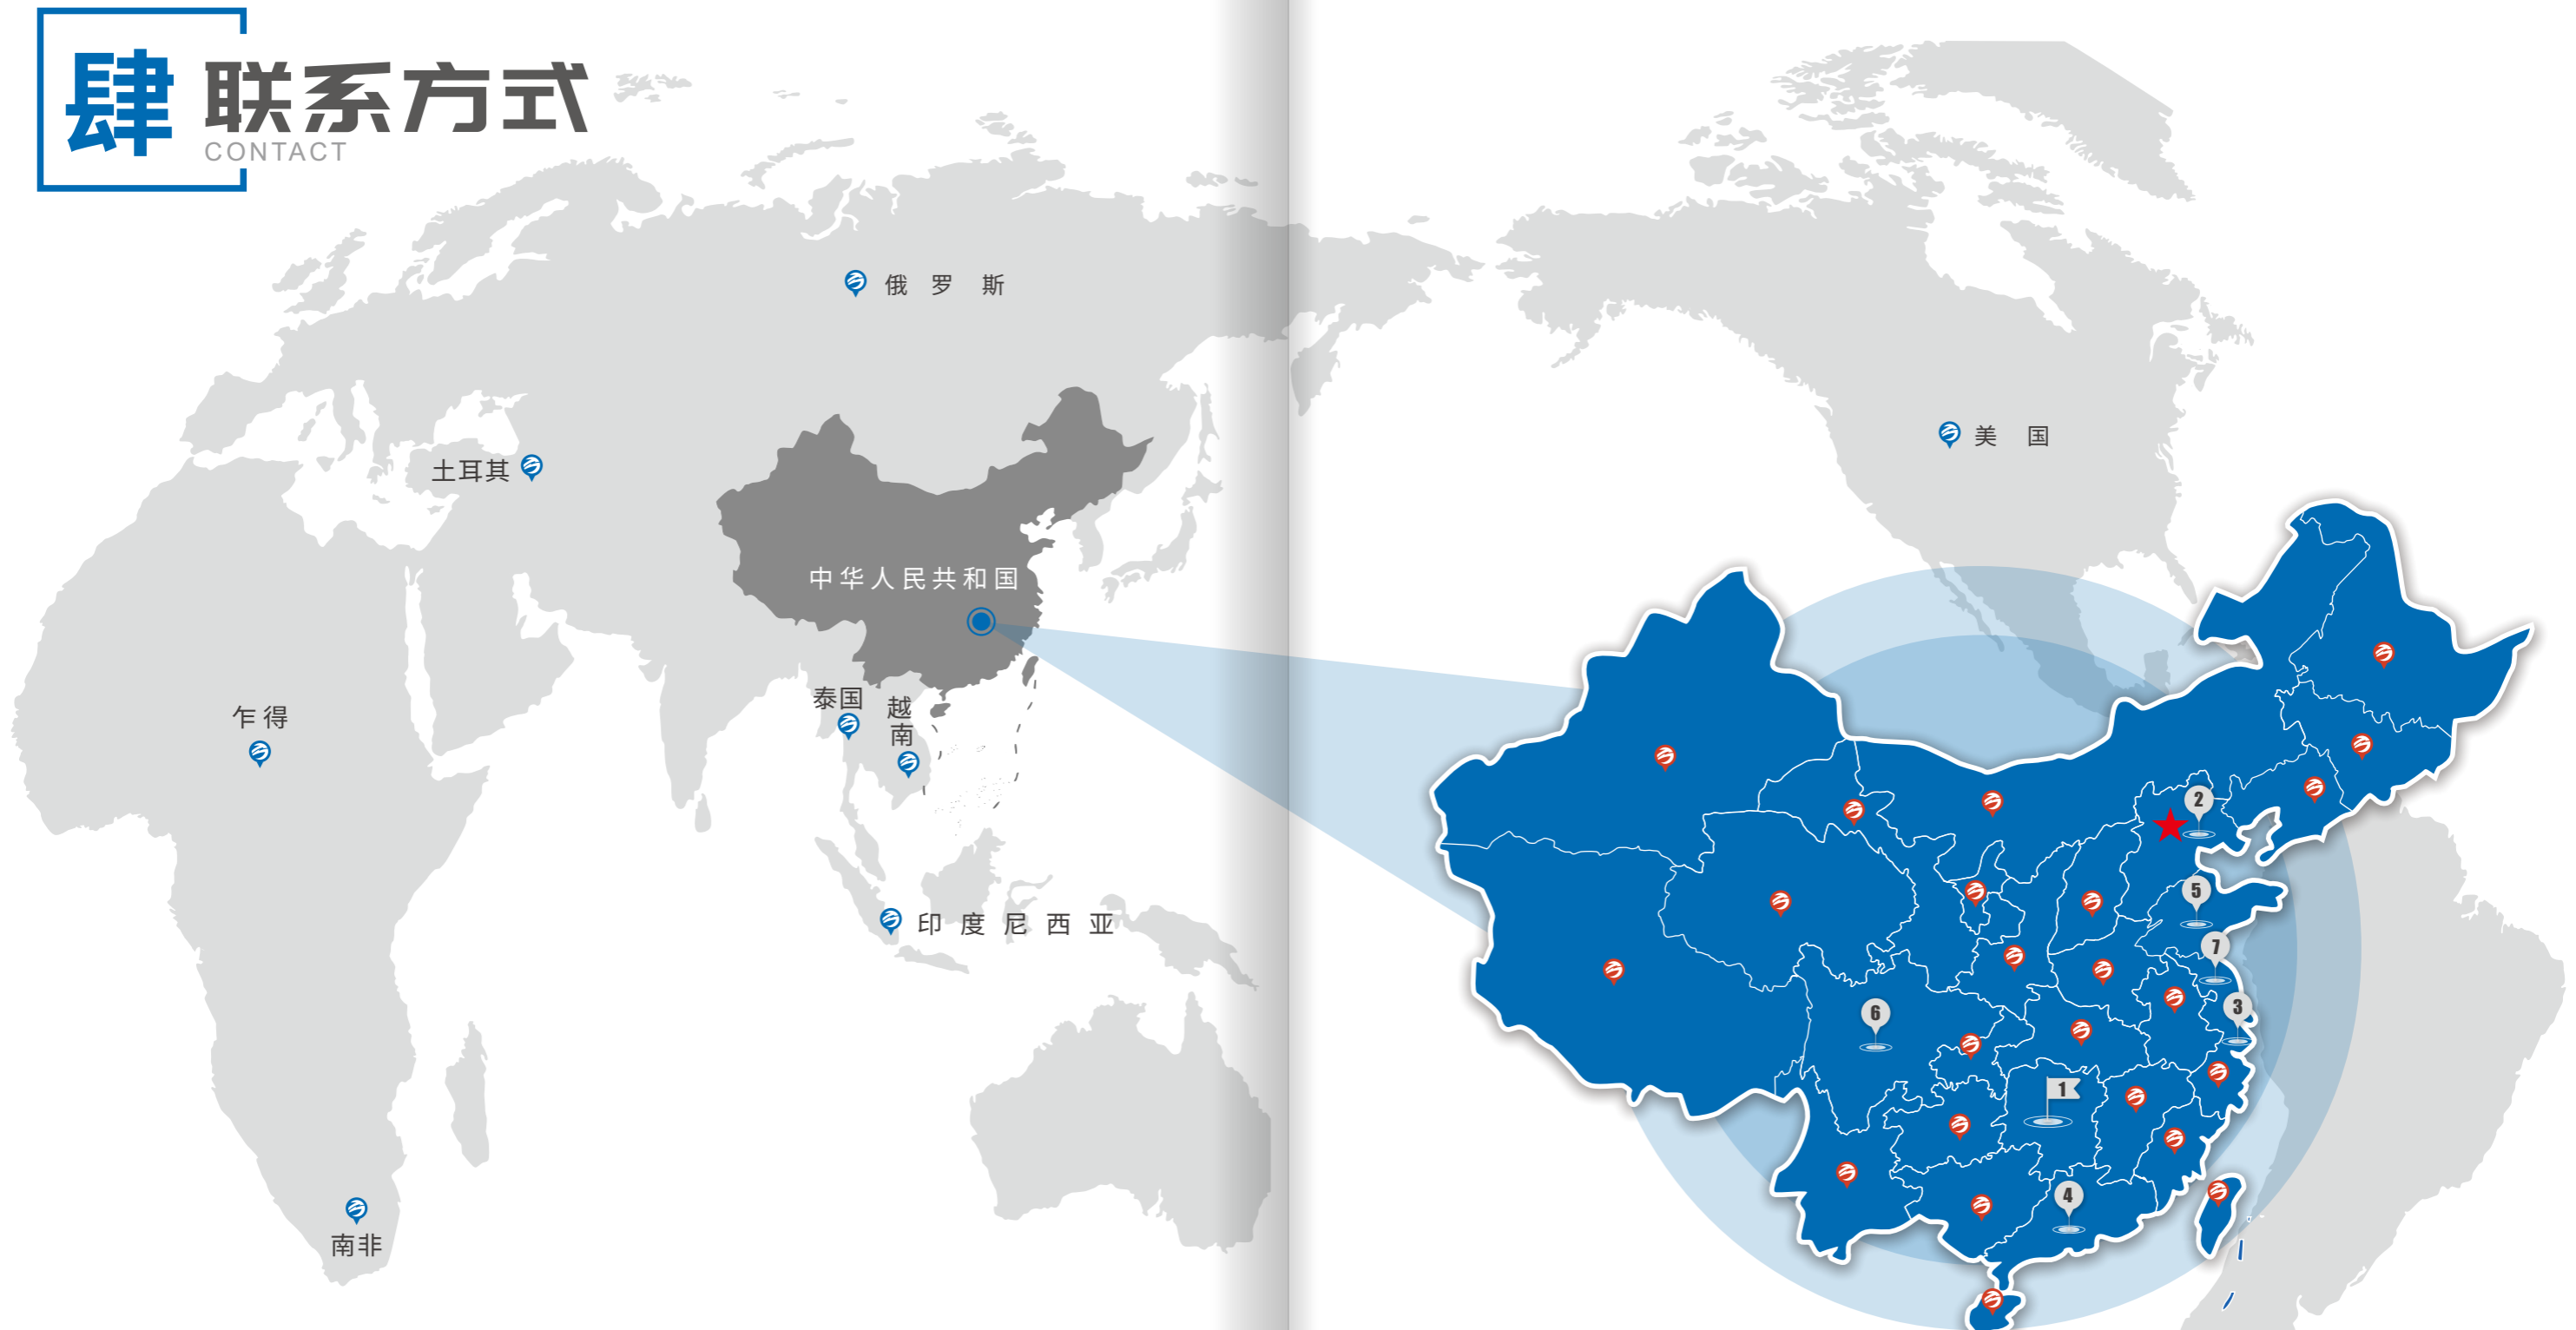 肆 联系方式
CONTACT
俄罗斯
美国
土耳其
中华人民共和国
泰国
越南
乍得
印度尼西亚
南非
2
5
7
3
6
1
4